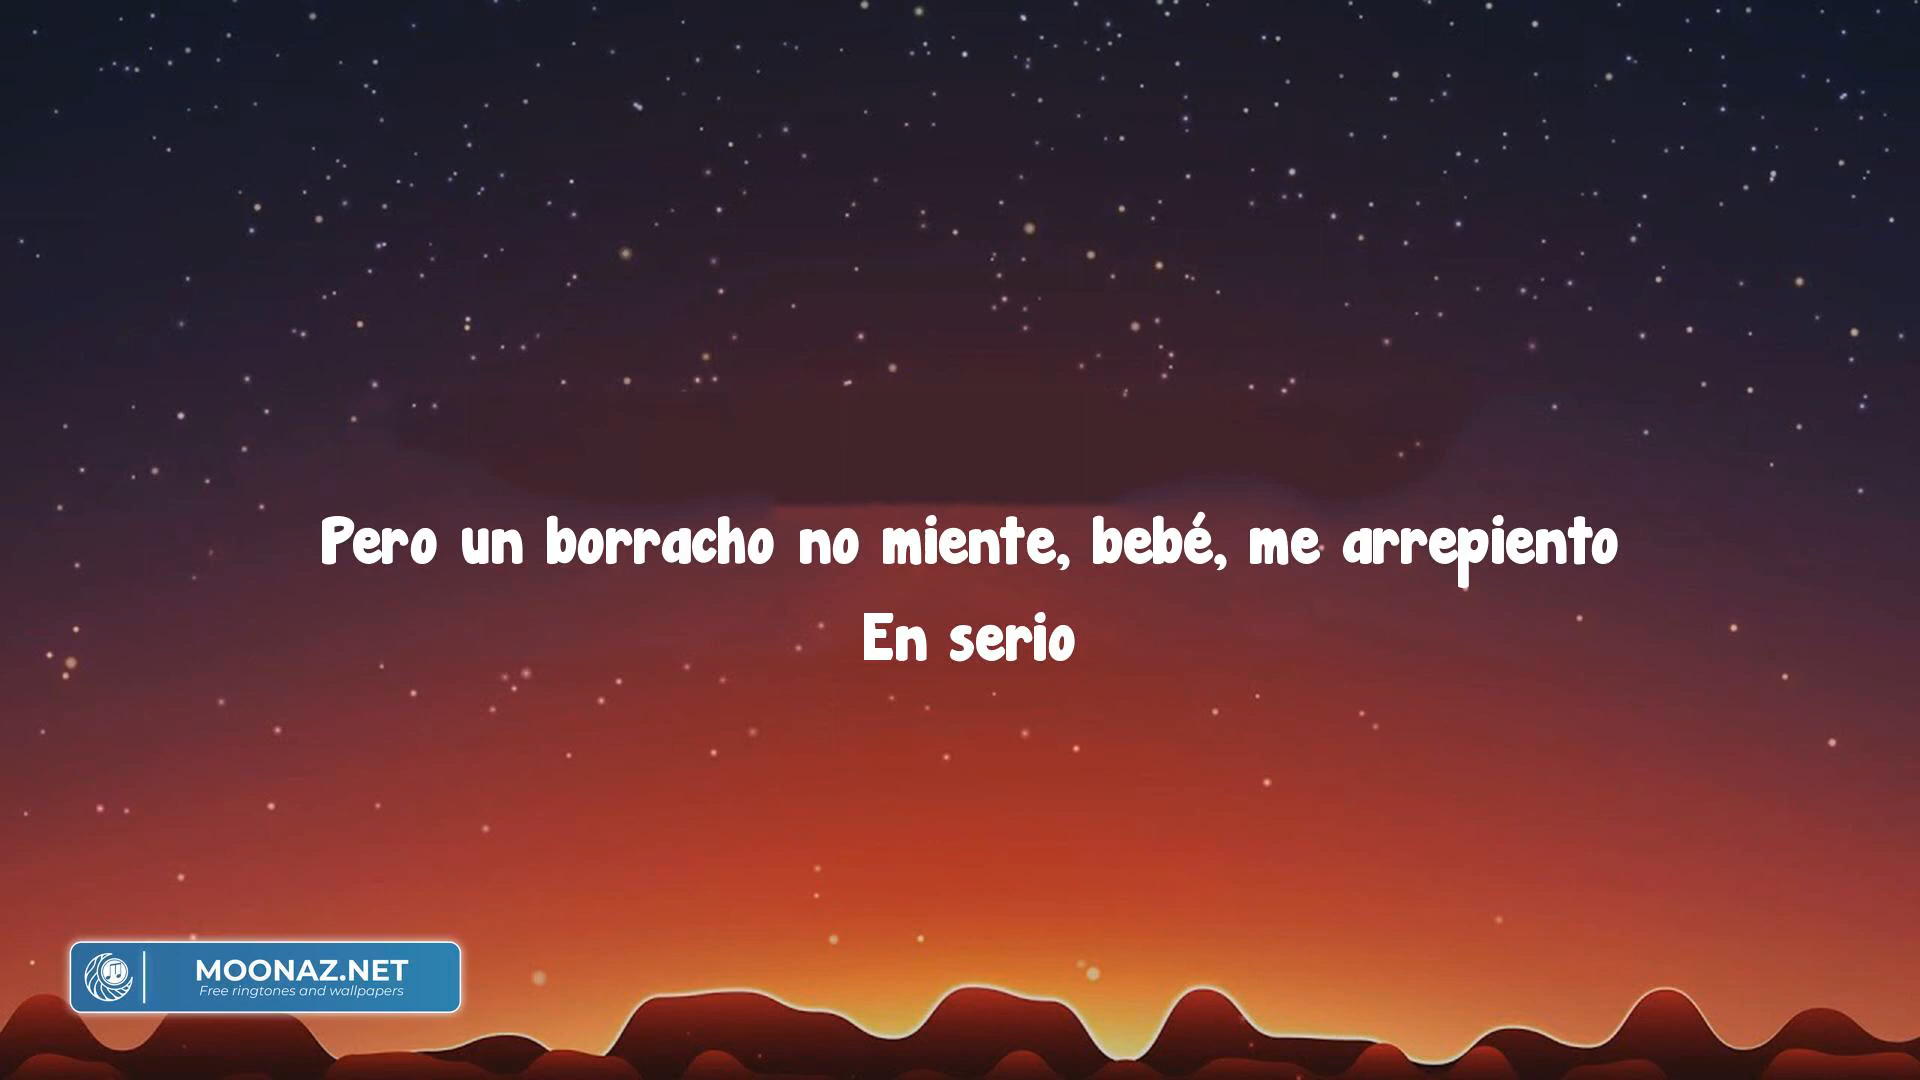 Pero un borracho no miente, bebé, me arrepiento
En serio
MOONAZ.NET
Free ringtones and wallpapers